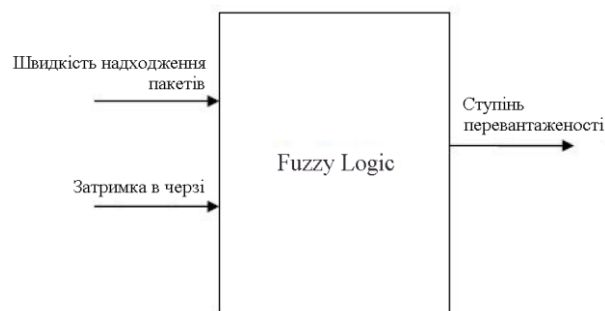 Швидкість надходження
пакетів
Ступінь
перевантаженості
Fuzzy Logic
Затримка в черзі